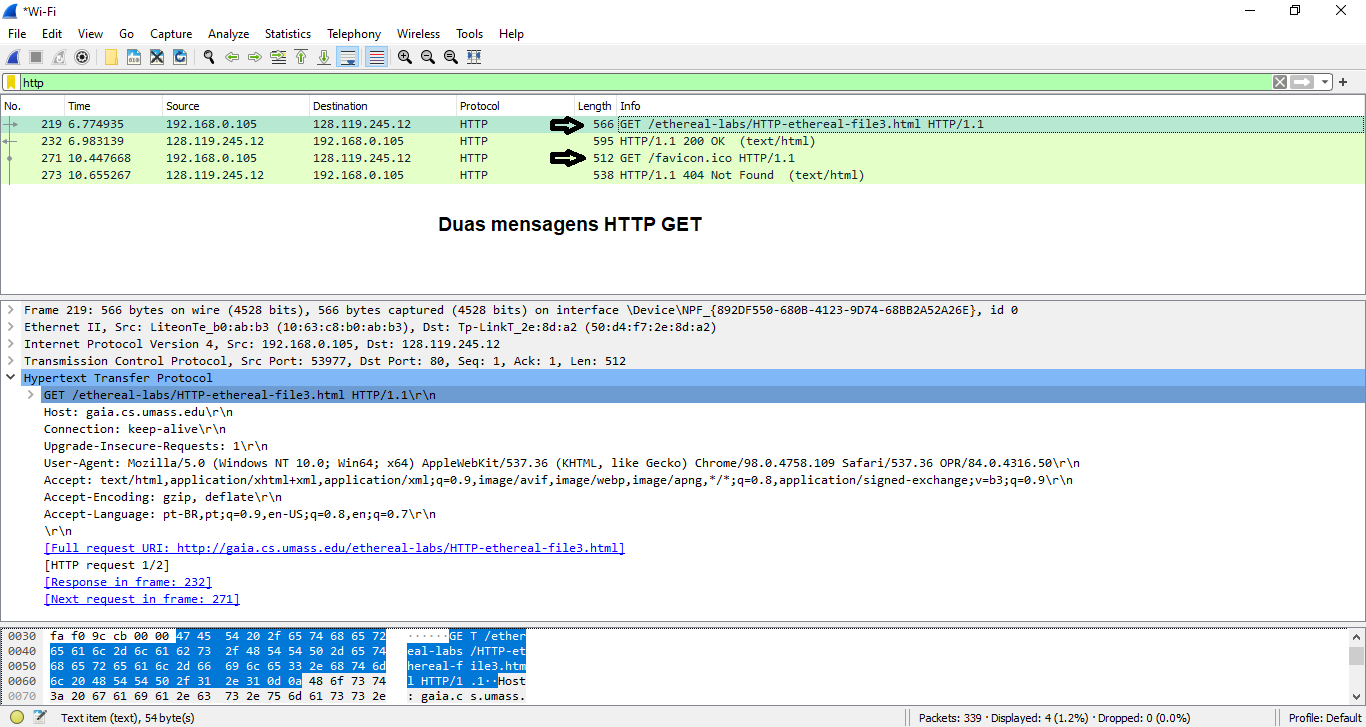 *Wi-Fi
File Edit View Go Capture Analyze Statistics Telephony Wireless Tools Help
http
No. Time Source Destination Protocol Length Info
219 6.774935 192.168.0.105 128.119.245.12 HTTP 566 GET /ethereal-labs/HTTP-ethereal-file3.html HTTP/1.1
232 6.983139 128.119.245.12 192.168.0.105 HTTP 595 HTTP/1.1 200 OK (text/html)
271 10.447668 192.168.0.105 128.119.245.12 HTTP 512 GET /favicon.ico HTTP/1.1
273 10.655267 128.119.245.12 192.168.0.105 HTTP 538 HTTP/1.1 404 Not Found (text/html)
Duas mensagens HTTP GET
Frame 219: 566 bytes on wire (4528 bits), 566 bytes captured (4528 bits) on interface \Device\NPF_{892DF550-680B-4123-9D74-68BB2A52A26E}, id 0
Ethernet II, Src: LiteonTe_b0:ab:b3 (10:63:c8:b0:ab:b3), Dst: Tp-LinkT_2e:8d:a2 (50:d4:f7:2e:8d:a2)
Internet Protocol Version 4, Src: 192.168.0.105, Dst: 128.119.245.12
Transmission Control Protocol, Src Port: 53977, Dst Port: 80, Seq: 1, Ack: 1, Len: 512
Hypertext Transfer Protocol
GET /ethereal-labs/HTTP-ethereal-file3.html HTTP/1.1\r\n
Host: gaia.cs.umass.edu\r\n
Connection: keep-alive\r\n
Upgrade-Insecure-Requests: 1\r\n
User-Agent: Mozilla/5.0 (Windows NT 10.0; Win64; x64) AppleWebKit/537.36 (KHTML, like Gecko) Chrome/98.0.4758.109 Safari/537.36 OPR/84.0.4316.50\r\n
Accept: text/html,application/xhtml+xml,application/xml;q=0.9,image/avif,image/webp,image/apng,*/*;q=0.8,application/signed-exchange;v=b3;q=0.9\r\n
Accept-Encoding: gzip, deflate\r\n
Accept-Language: pt-BR,pt;q=0.9,en-US;q=0.8,en;q=0.7\r\n
\r\n
[Full request URI: http://gaia.cs.umass.edu/ethereal-labs/HTTP-ethereal-file3.html]
[HTTP request 1/2]
[Response in frame: 232]
[Next request in frame: 271]
0030 fa f0 9c cb 00 00 47 45 54 20 2f 65 74 68 65 72 ······GE T /ether
0040 65 61 6c 2d 6c 61 62 73 2f 48 54 54 50 2d 65 74 eal-labs /HTTP-et
0050 68 65 72 65 61 6c 2d 66 69 6c 65 33 2e 68 74 6d hereal-f ile3.htm
0060 6c 20 48 54 54 50 2f 31 2e 31 0d 0a 48 6f 73 74 l HTTP/1 .1··Host
0070 3a 20 67 61 69 61 2e 63 73 2e 75 6d 61 73 73 2e : gaia.c s.umass.
Text item (text), 54 byte(s) Packets: 339 · Displayed: 4 (1.2%) · Dropped: 0 (0.0%) Profile: Default